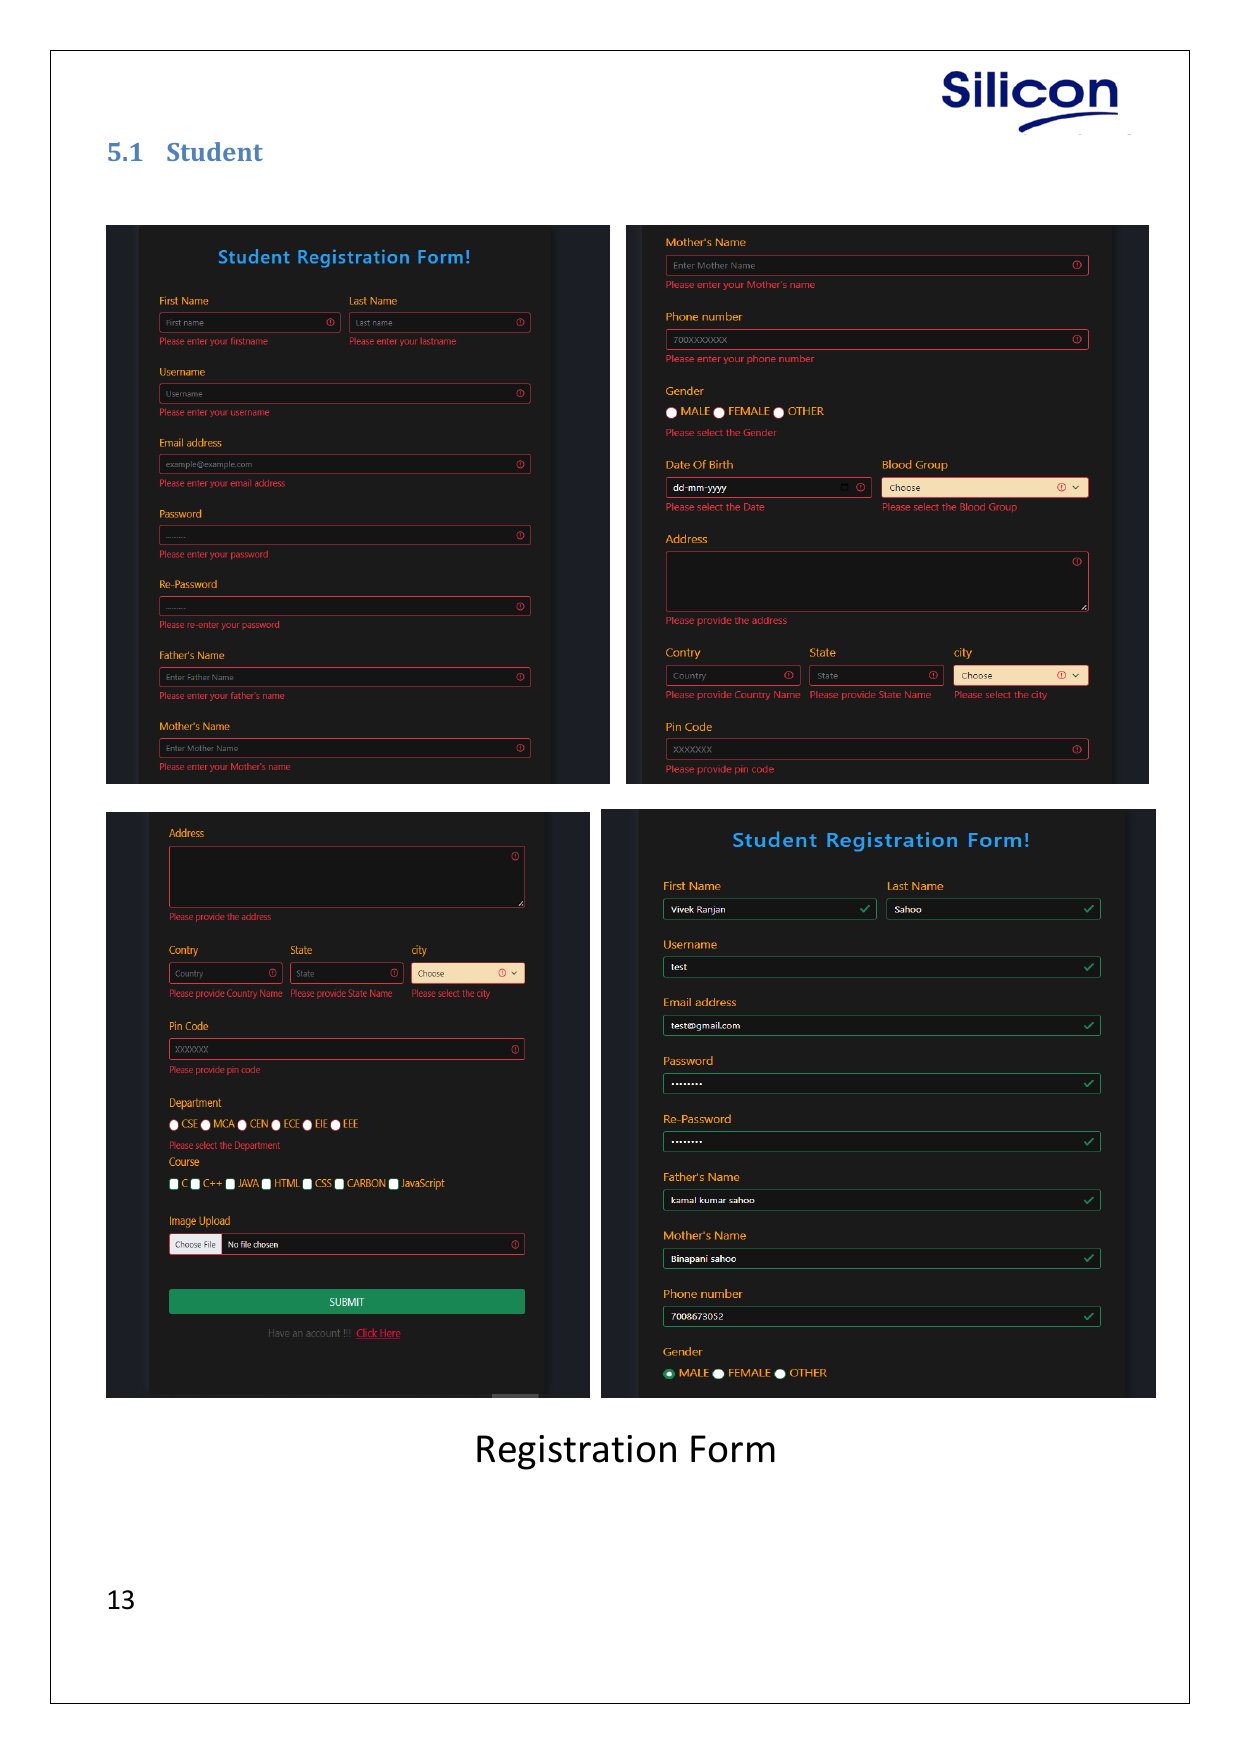 Silicon
5.1 Student
Student Registration Form!
First Name Last Name
First name Last name
Please enter your firstname Please enter your lastname
Username
Username
Please enter your username
Email address
example@example.com
Please enter your email address
Password
.........
Please enter your password
Re-Password
.........
Please re-enter your password
Father's Name
Enter Father Name
Please enter your father's name
Mother's Name
Enter Mother Name
Please enter your Mother's name
Mother's Name
Enter Mother Name
Please enter your Mother's name
Phone number
700XXXXXXX
Please enter your phone number
Gender
MALE FEMALE OTHER
Please select the Gender
Date Of Birth Blood Group
dd-mm-yyyy Choose
Please select the Date Please select the Blood Group
Address
Please provide the address
Contry State city
Country State Choose
Please provide Country Name Please provide State Name Please select the city
Pin Code
XXXXXXX
Please provide pin code
Address
Please provide the address
Contry State city
Country State Choose
Please provide Country Name Please provide State Name Please select the city
Pin Code
XXXXXXX
Please provide pin code
Department
CSE MCA CEN ECE EIE EEE
Please select the Department
Course
C C++ JAVA HTML CSS CARBON JavaScript
Image Upload
Choose File No file chosen
SUBMIT
Have an account !!! Click Here
Student Registration Form!
First Name Last Name
Vivek Ranjan Sahoo
Username
test
Email address
test@gmail.com
Password
••••••••
Re-Password
••••••••
Father's Name
kamal kumar sahoo
Mother's Name
Binapani sahoo
Phone number
7008673052
Gender
MALE FEMALE OTHER
Registration Form
13